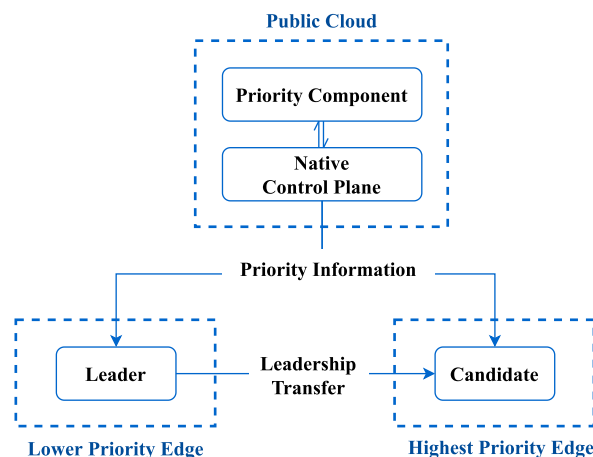 Public Cloud
Priority Component
Native
Control Plane
Priority Information
Leader
Leadership
Transfer
Candidate
Lower Priority Edge
Highest Priority Edge